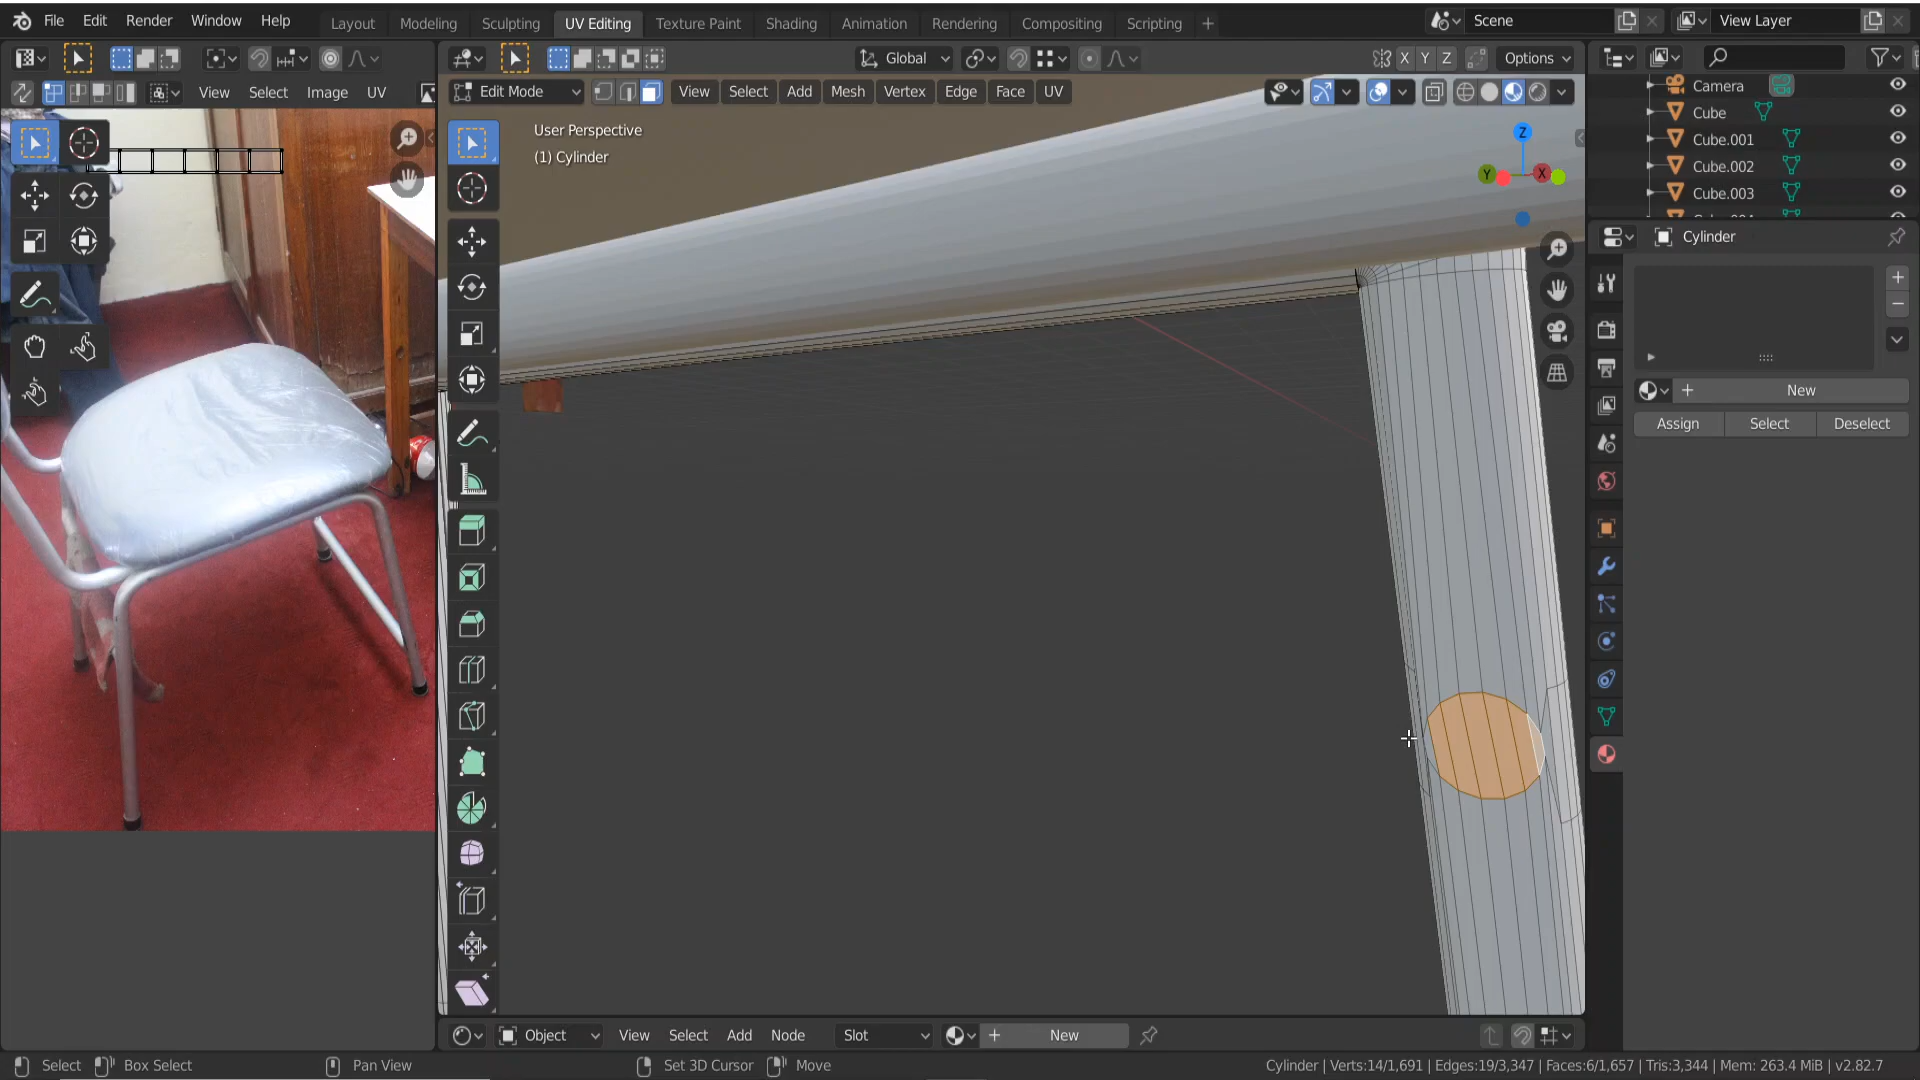 File Edit Render Window Help Layout Modeling Sculpting UV Editing Texture Paint Shading Animation Rendering Compositing Scripting Scene View Layer
Global X Y Z Options
View Select Image UV Edit Mode View Select Add Mesh Vertex Edge Face UV
User Perspective
(1) Cylinder
Z
Y
X
Camera
Cube
Cube.001
Cube.002
Cube.003
Cylinder
New
Assign Select Deselect
Object View Select Add Node Slot New
Select Box Select Pan View Set 3D Cursor Move Cylinder | Verts:14/1,691 | Edges:19/3,347 | Faces:6/1,657 | Tris:3,344 | Mem: 263.4 MiB | v2.82.7